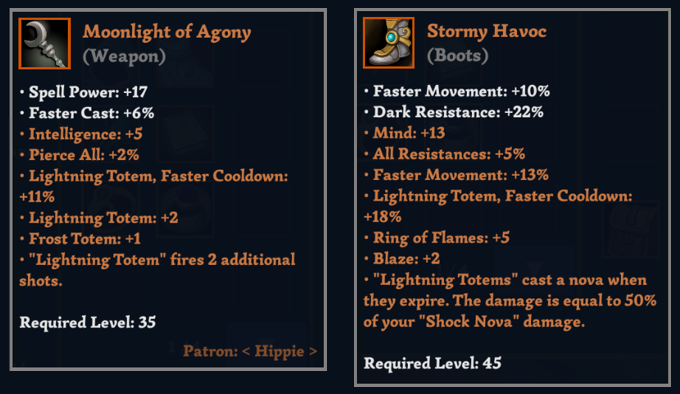 Moonlight of Agony
(Weapon)
• Spell Power: +17
• Faster Cast: +6%
• Intelligence: +5
• Pierce All: +2%
• Lightning Totem, Faster Cooldown:
+11%
• Lightning Totem: +2
• Frost Totem: +1
• "Lightning Totem" fires 2 additional
shots.
Required Level: 35
Patron: < Hippie >
Stormy Havoc
(Boots)
• Faster Movement: +10%
• Dark Resistance: +22%
• Mind: +13
• All Resistances: +5%
• Faster Movement: +13%
• Lightning Totem, Faster Cooldown:
+18%
• Ring of Flames: +5
• Blaze: +2
• "Lightning Totems" cast a nova when
they expire. The damage is equal to 50%
of your "Shock Nova" damage.
Required Level: 45